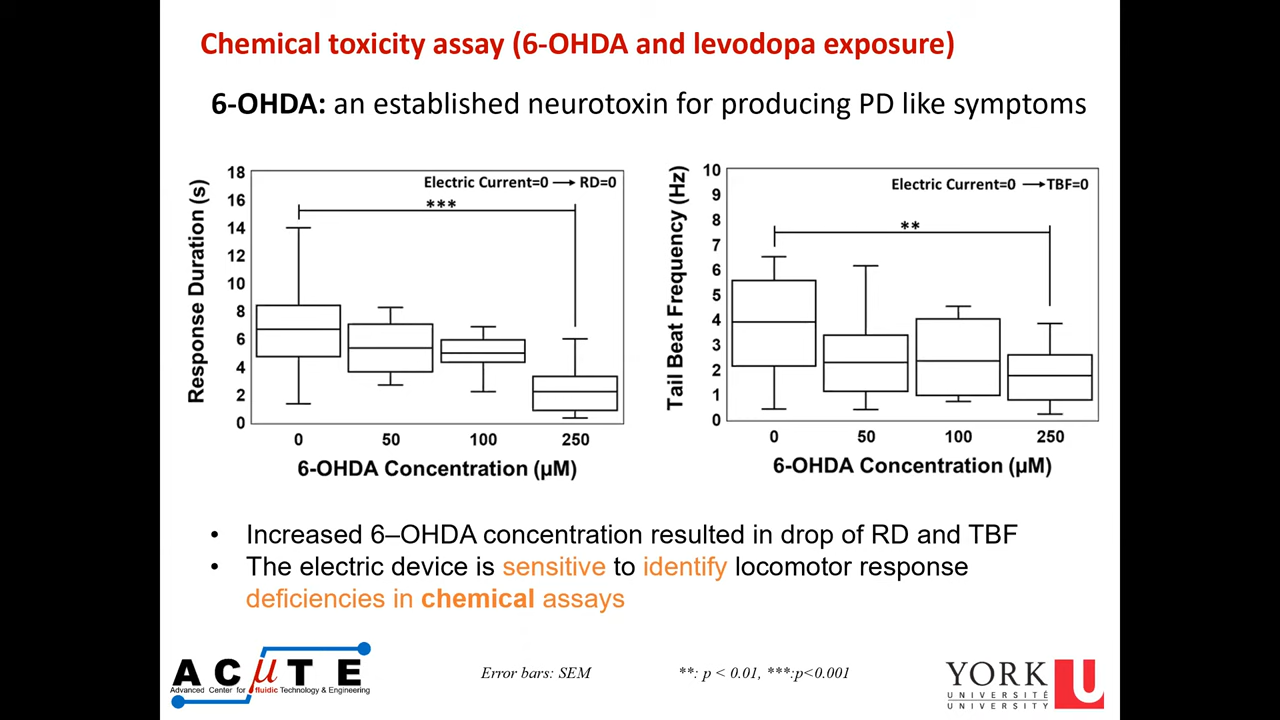 Chemical toxicity assay (6-OHDA and levodopa exposure)
6-OHDA: an established neurotoxin for producing PD like symptoms
Response Duration (s)
18
16
14
12
10
8
6
4
2
0
Electric Current=0 → RD=0
***
0 50 100 250
6-OHDA Concentration (µM)
Tail Beat Frequency (Hz)
10
9
8
7
6
5
4
3
2
1
0
Electric Current=0 → TBF=0
**
0 50 100 250
6-OHDA Concentration (µM)
• Increased 6–OHDA concentration resulted in drop of RD and TBF
• The electric device is sensitive to identify locomotor response
deficiencies in chemical assays
ACµTE
Advanced Center for µfluidic Technology & Engineering
Error bars: SEM
**: p < 0.01, ***:p<0.001
YORK U
UNIVERSITÉ
UNIVERSITY